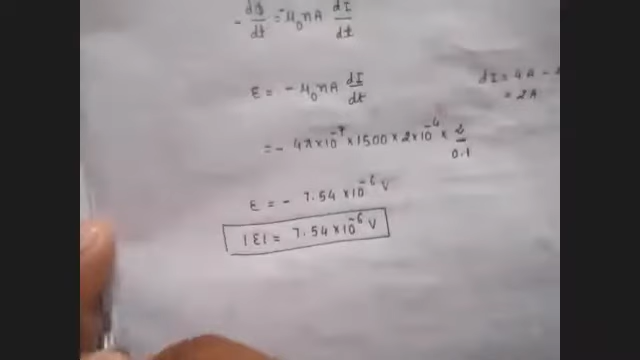 - dϕ/dt = -μ₀nA dI/dt
ε = - μ₀nA dI/dt
dI = 4A -
= 2A
= - 4π×10⁻⁷×1500×2×10⁻⁴× 2/0.1
ε = - 7.54×10⁻⁶ V
|ε| = 7.54×10⁻⁶ V